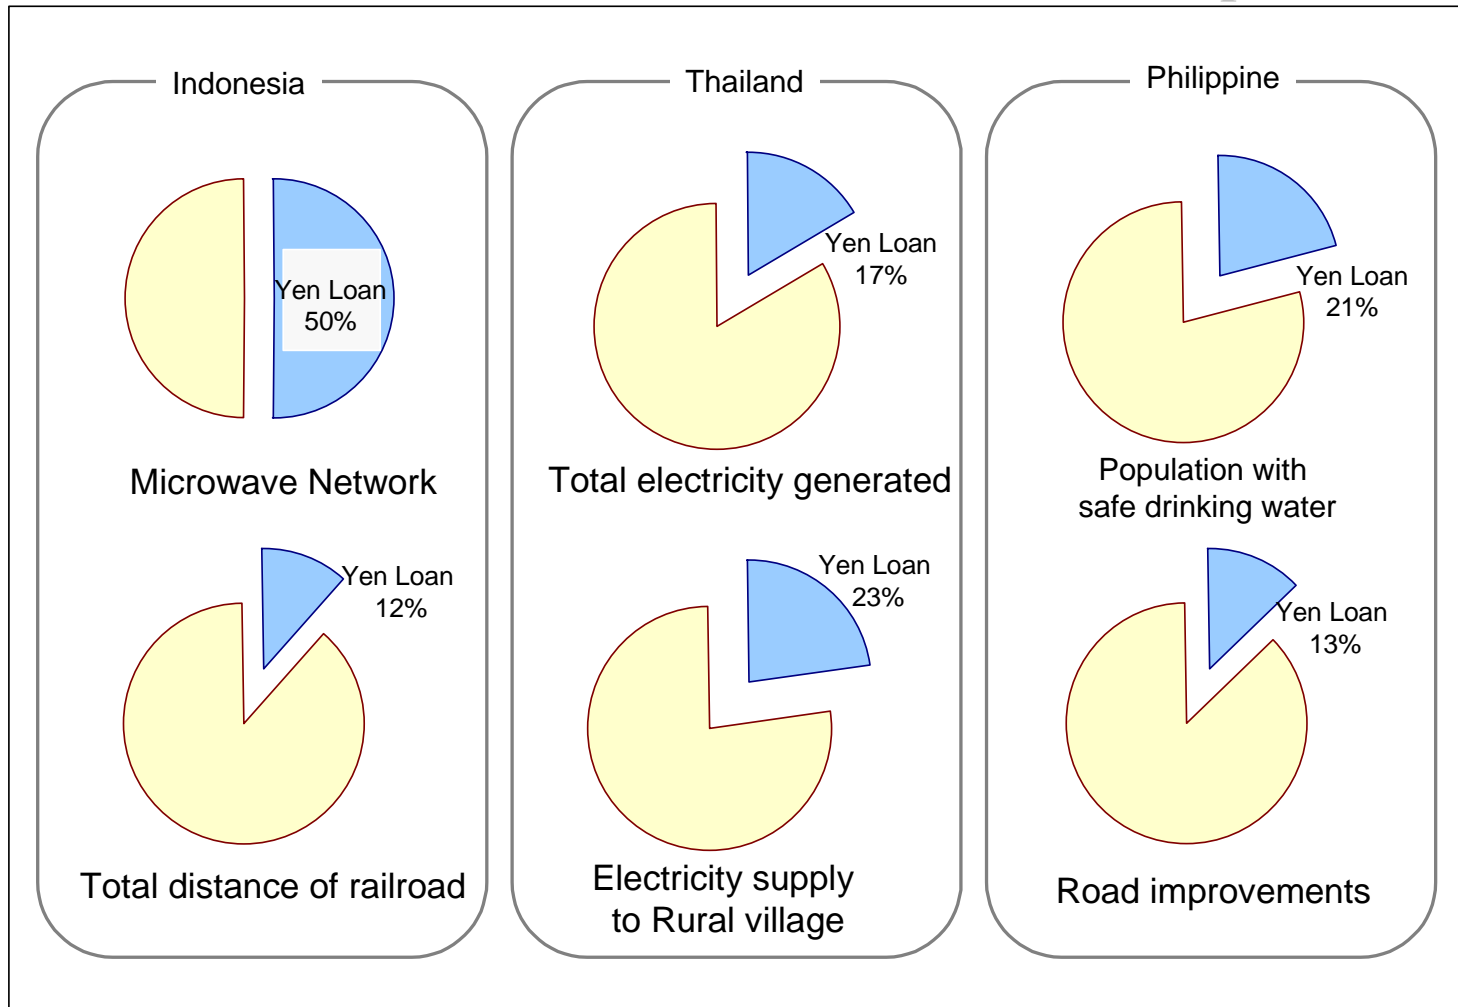 Indonesia
Yen Loan
50%
Microwave Network
Yen Loan
12%
Total distance of railroad
Thailand
Yen Loan
17%
Total electricity generated
Yen Loan
23%
Electricity supply
to Rural village
Philippine
Yen Loan
21%
Population with
safe drinking water
Yen Loan
13%
Road improvements